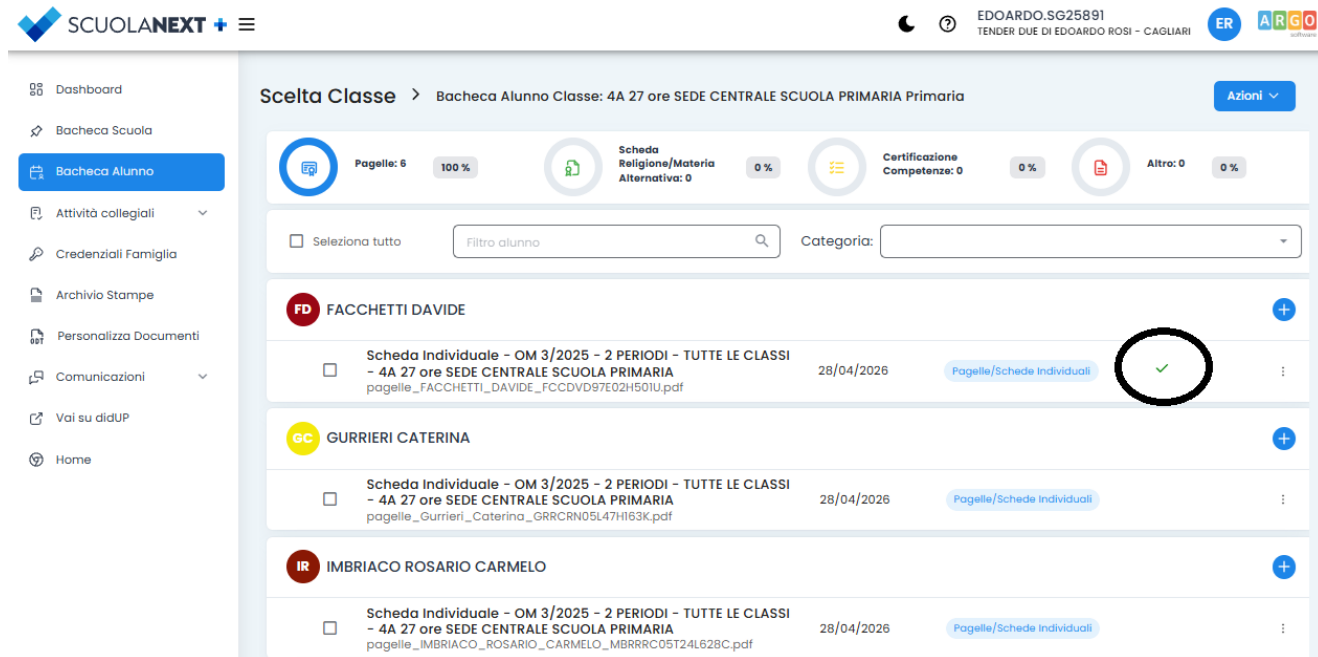 SCUOLANEXT +
EDOARDO.SG25891
TENDER DUE DI EDOARDO ROSI - CAGLIARI
ER
ARGO
software
Dashboard
Bacheca Scuola
Bacheca Alunno
Attività collegiali
Credenziali Famiglia
Archivio Stampe
Personalizza Documenti
Comunicazioni
Vai su didUP
Home
Scelta Classe > Bacheca Alunno Classe: 4A 27 ore SEDE CENTRALE SCUOLA PRIMARIA Primaria
Azioni
Pagelle: 6
100 %
Scheda
Religione/Materia
Alternativa: 0
0 %
Certificazione
Competenze: 0
0 %
Altro: 0
0 %
Seleziona tutto
Filtro alunno
Categoria:
FD FACCHETTI DAVIDE
Scheda Individuale - OM 3/2025 - 2 PERIODI - TUTTE LE CLASSI
- 4A 27 ore SEDE CENTRALE SCUOLA PRIMARIA
pagelle_FACCHETTI_DAVIDE_FCCDVD97E02H501U.pdf
28/04/2026
Pagelle/Schede Individuali
GC GURRIERI CATERINA
Scheda Individuale - OM 3/2025 - 2 PERIODI - TUTTE LE CLASSI
- 4A 27 ore SEDE CENTRALE SCUOLA PRIMARIA
pagelle_Gurrieri_Caterina_GRRCRN05L47H163K.pdf
28/04/2026
Pagelle/Schede Individuali
IR IMBRIACO ROSARIO CARMELO
Scheda Individuale - OM 3/2025 - 2 PERIODI - TUTTE LE CLASSI
- 4A 27 ore SEDE CENTRALE SCUOLA PRIMARIA
pagelle_IMBRIACO_ROSARIO_CARMELO_MBRRRC05T24L628C.pdf
28/04/2026
Pagelle/Schede Individuali